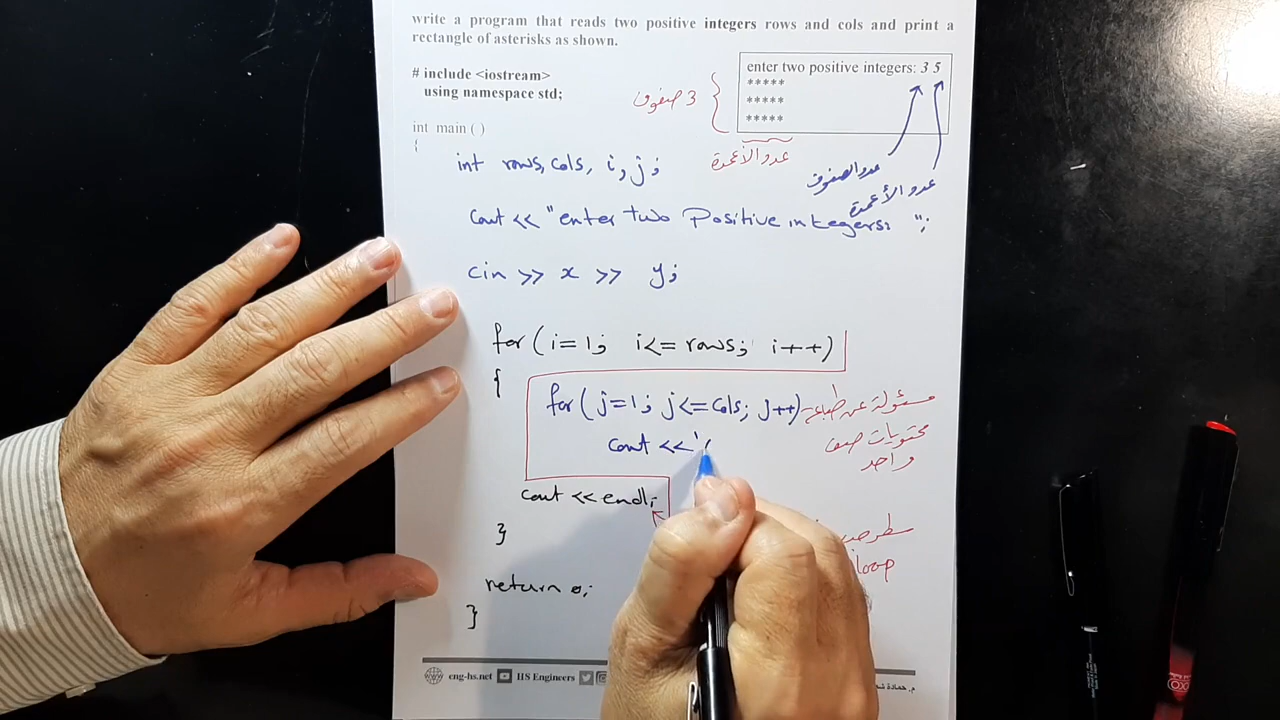 write a program that reads two positive integers rows and cols and print a
rectangle of asterisks as shown.
# include <iostream>
using namespace std;
enter two positive integers: 3 5
*****
*****
*****
3 صفوف
int main ( )
{
عدد الأعمدة
عدد الصفوف
عدد الأعمدة
int rows, cols, i, j;
cout << "enter two Positive integers: ";
cin >> x >> y;
for ( i = 1; i <= rows; i++)
{
for ( j=1; j<=cols; j++)
مسئولة عن طباعة
محتويات صف
واحد
cout << '
cout << endl;
سطر
loop
}
return 0;
}
eng-hs.net HS Engineers
م. حمادة